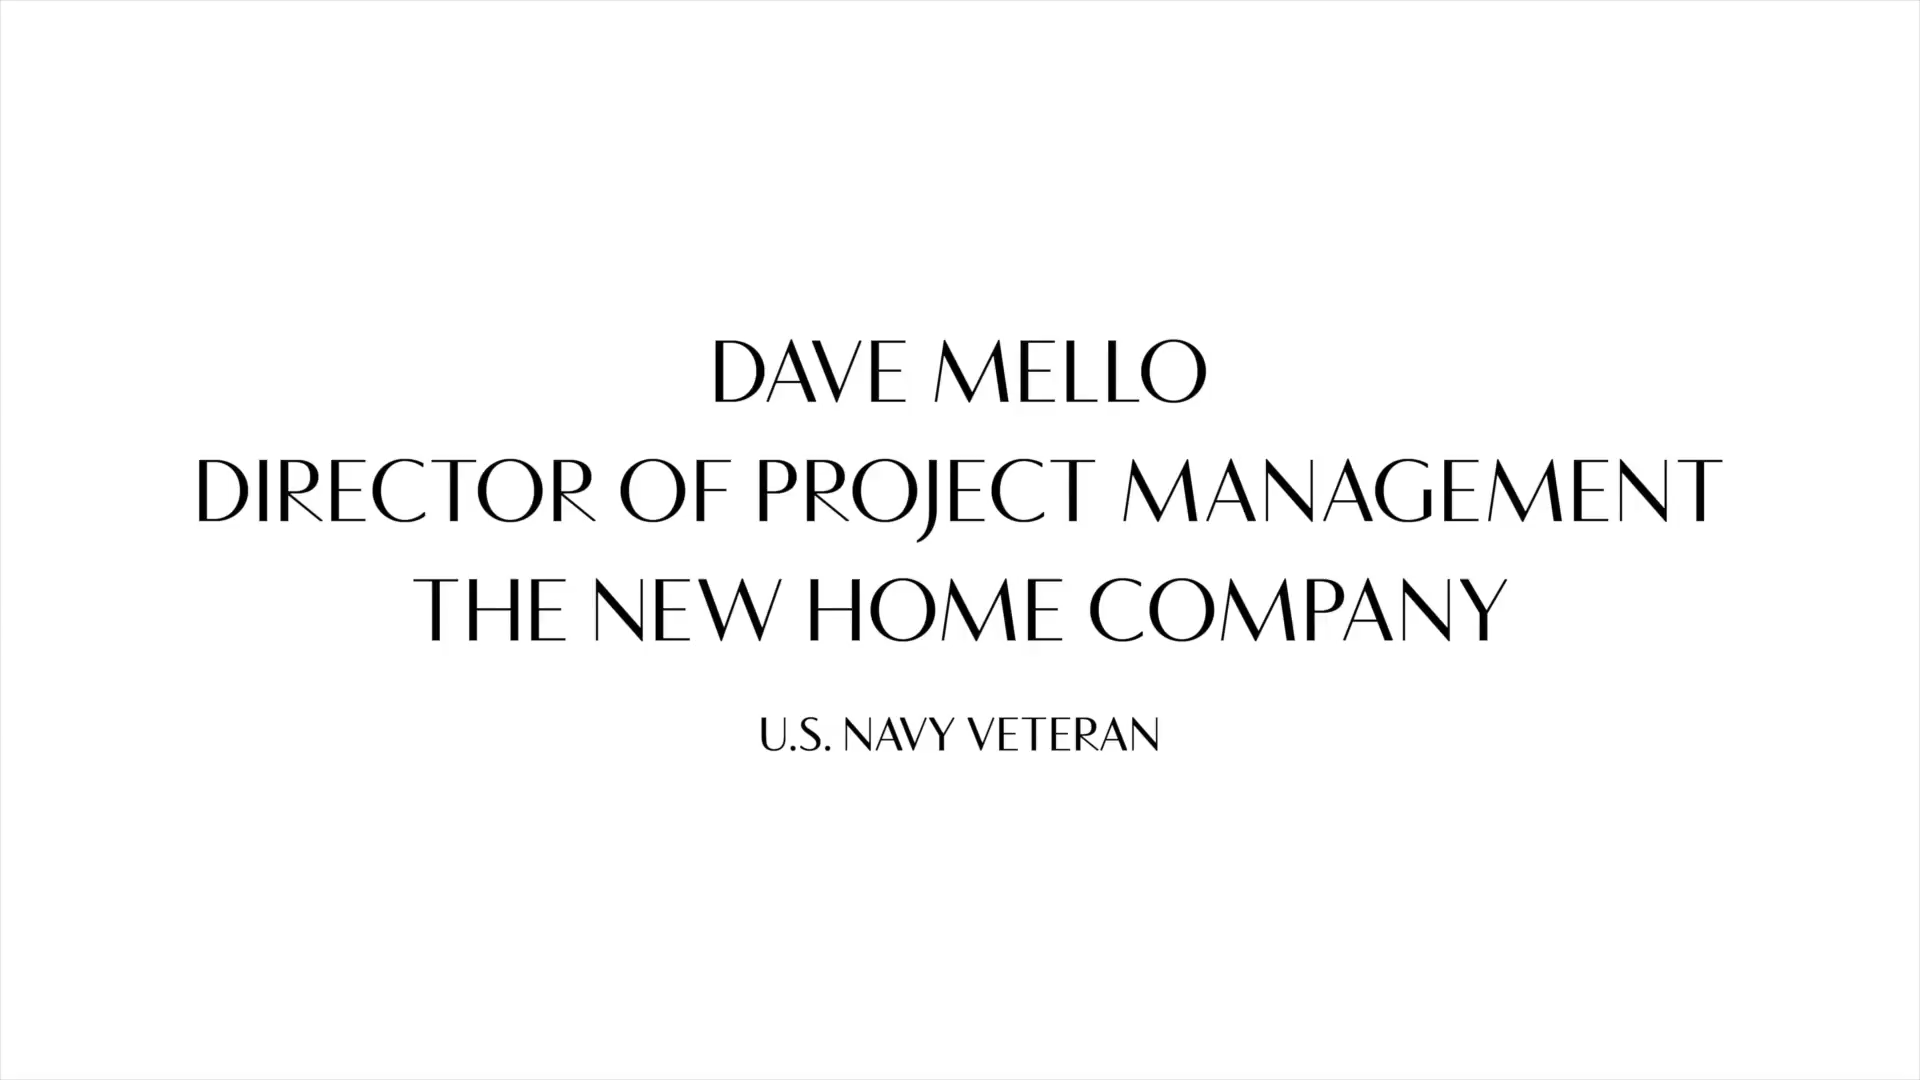 DAVE MELLO
DIRECTOR OF PROJECT MANAGEMENT
THE NEW HOME COMPANY
U.S. NAVY VETERAN